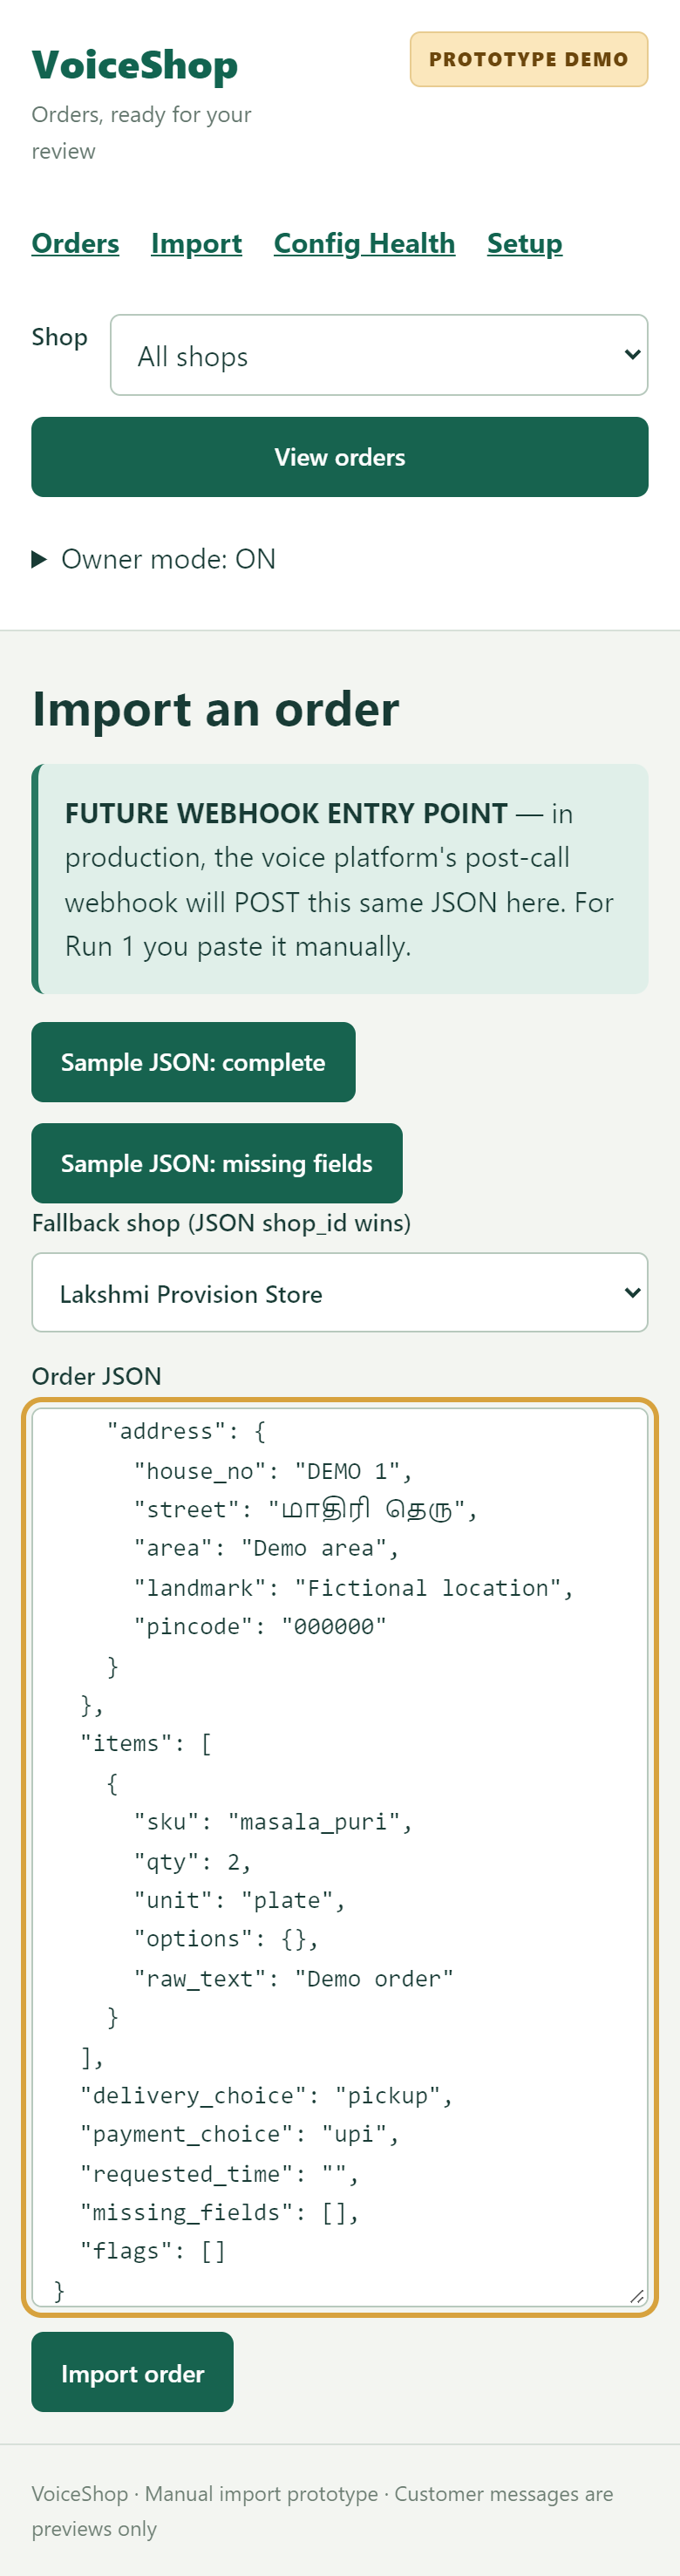 VoiceShop
PROTOTYPE DEMO
Orders, ready for your
review
Orders Import Config Health Setup
Shop
All shops
View orders
Owner mode: ON
Import an order
FUTURE WEBHOOK ENTRY POINT — in
production, the voice platform's post-call
webhook will POST this same JSON here. For
Run 1 you paste it manually.
Sample JSON: complete
Sample JSON: missing fields
Fallback shop (JSON shop_id wins)
Lakshmi Provision Store
Order JSON
"address": {
"house_no": "DEMO 1",
"street": "மாதிரி தெரு",
"area": "Demo area",
"landmark": "Fictional location",
"pincode": "000000"
}
},
"items": [
{
"sku": "masala_puri",
"qty": 2,
"unit": "plate",
"options": {},
"raw_text": "Demo order"
}
],
"delivery_choice": "pickup",
"payment_choice": "upi",
"requested_time": "",
"missing_fields": [],
"flags": []
}
Import order
VoiceShop · Manual import prototype · Customer messages are
previews only